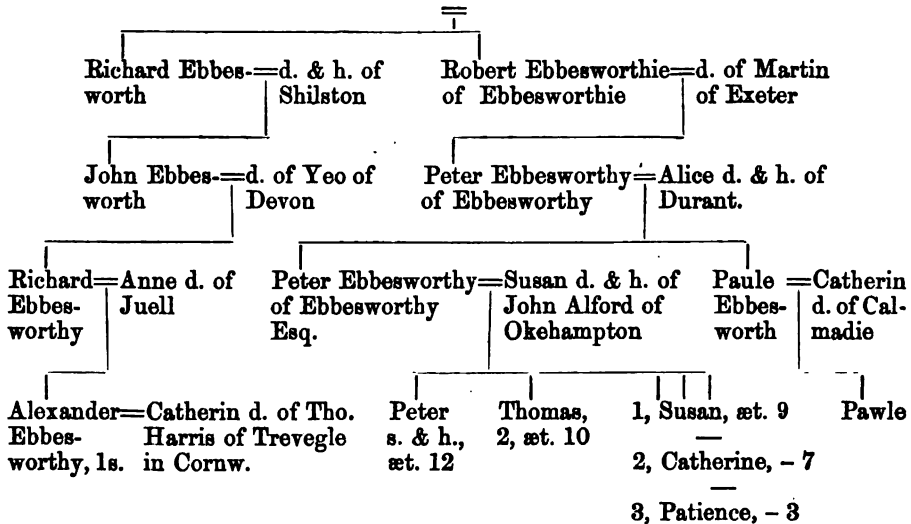 Richard Ebbes-=d. & h. of
worth Shilston
Robert Ebbesworthie=d. of Martin
of Ebbesworthie of Exeter
John Ebbes-=d. of Yeo of
worth Devon
Peter Ebbesworthy=Alice d. & h. of
of Ebbesworthy Durant.
Richard=Anne d. of
Ebbes- Juell
worthy
Peter Ebbesworthy=Susan d. & h. of
of Ebbesworthy John Alford of
Esq. Okehampton
Paule =Catherin
Ebbes- d. of Cal-
worth madie
Alexander=Catherin d. of Tho.
Ebbes- Harris of Trevegle
worthy, 1s. in Cornw.
Peter
s. & h.,
æt. 12
Thomas,
2, æt. 10
1, Susan, æt. 9
2, Catherine, – 7
3, Patience, – 3
Pawle